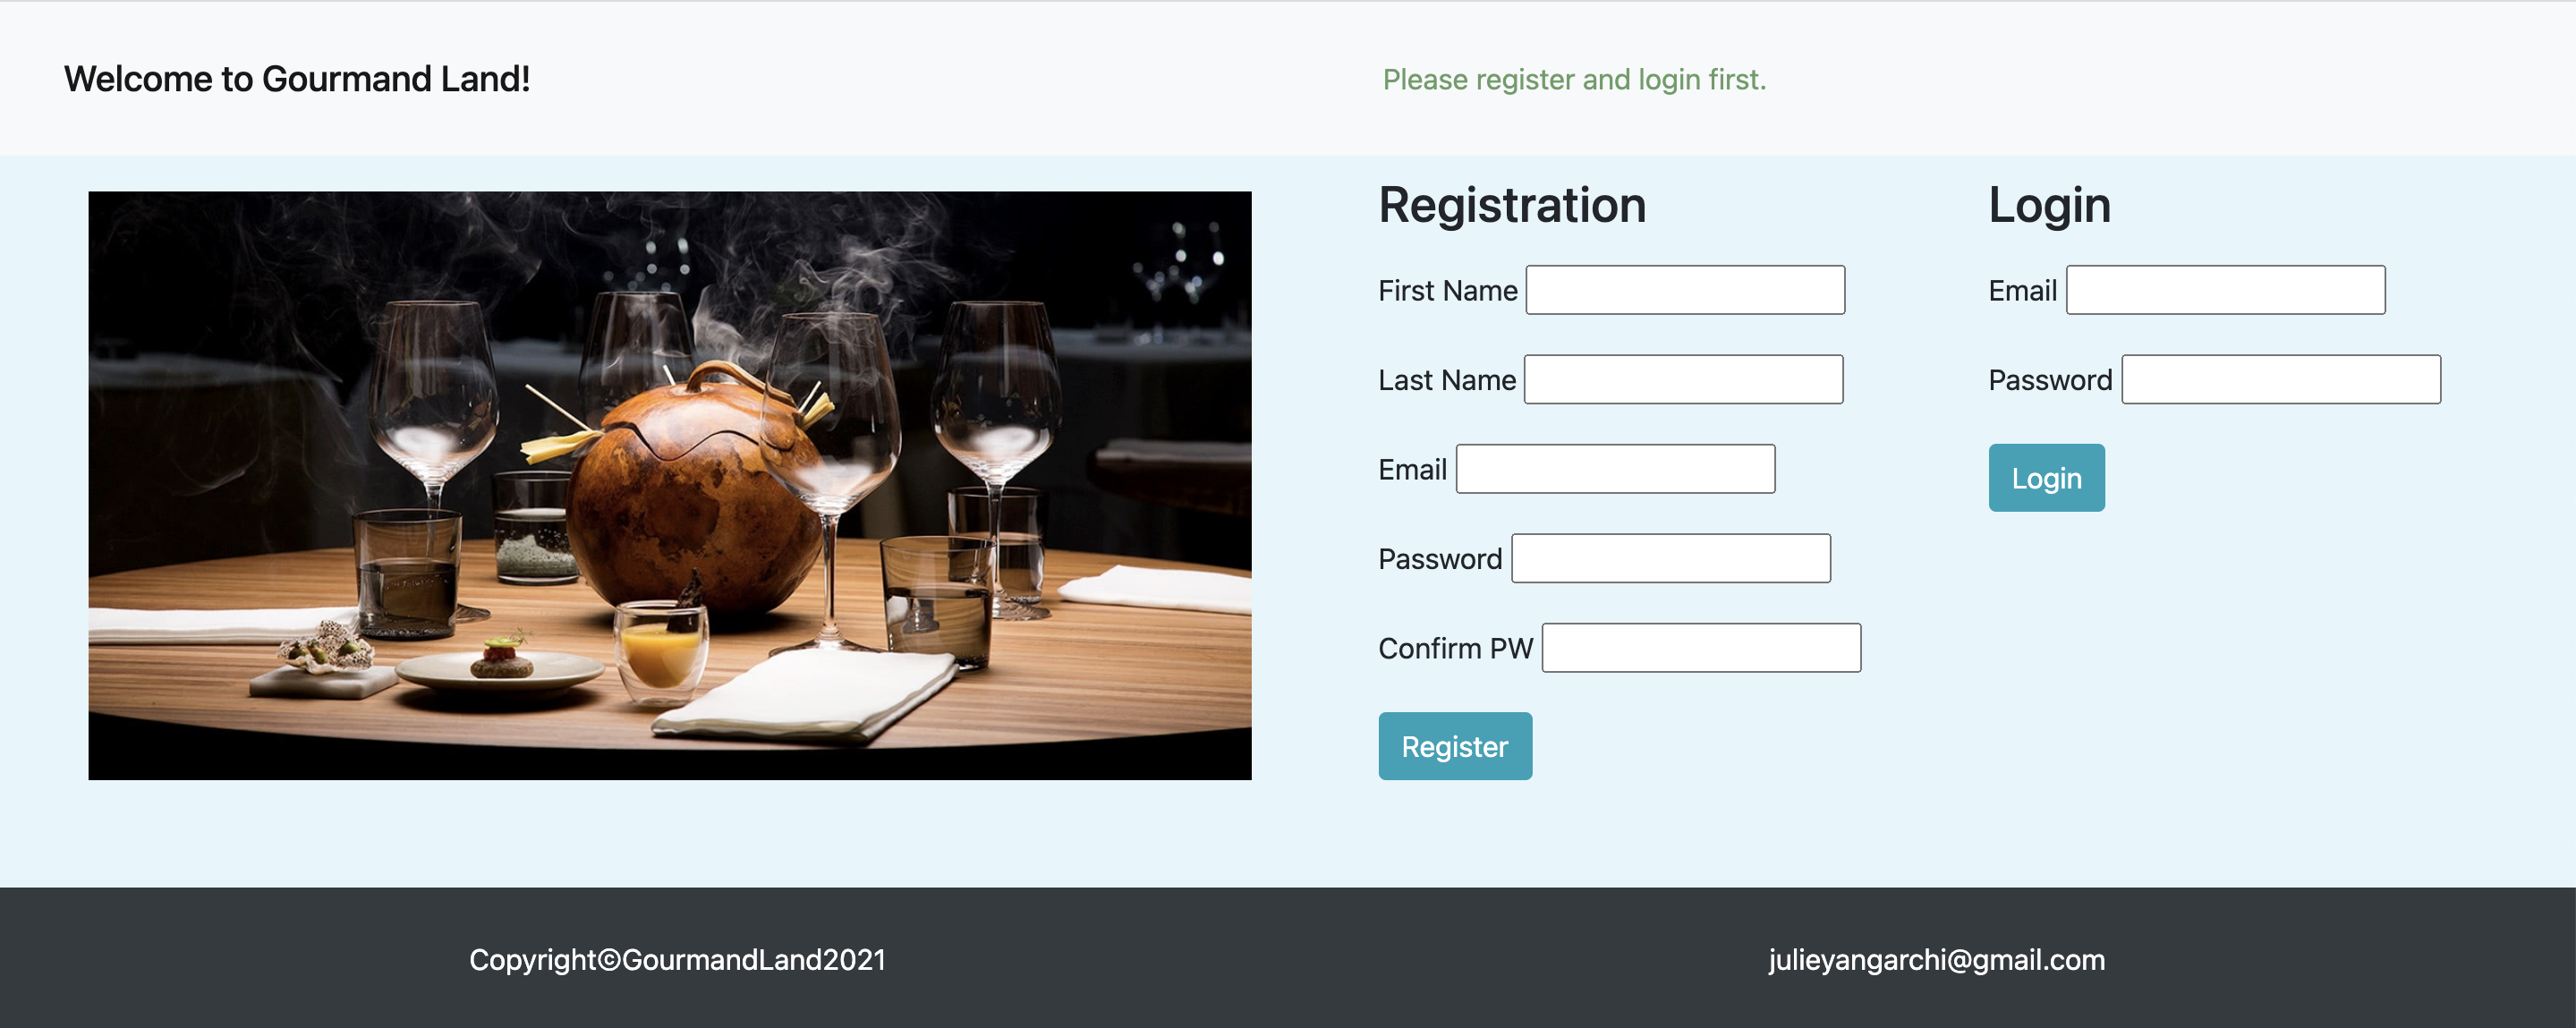 Welcome to Gourmand Land!
Please register and login first.
Registration
First Name
Last Name
Email
Password
Confirm PW
Register
Login
Email
Password
Login
Copyright©GourmandLand2021
julieyangarchi@gmail.com